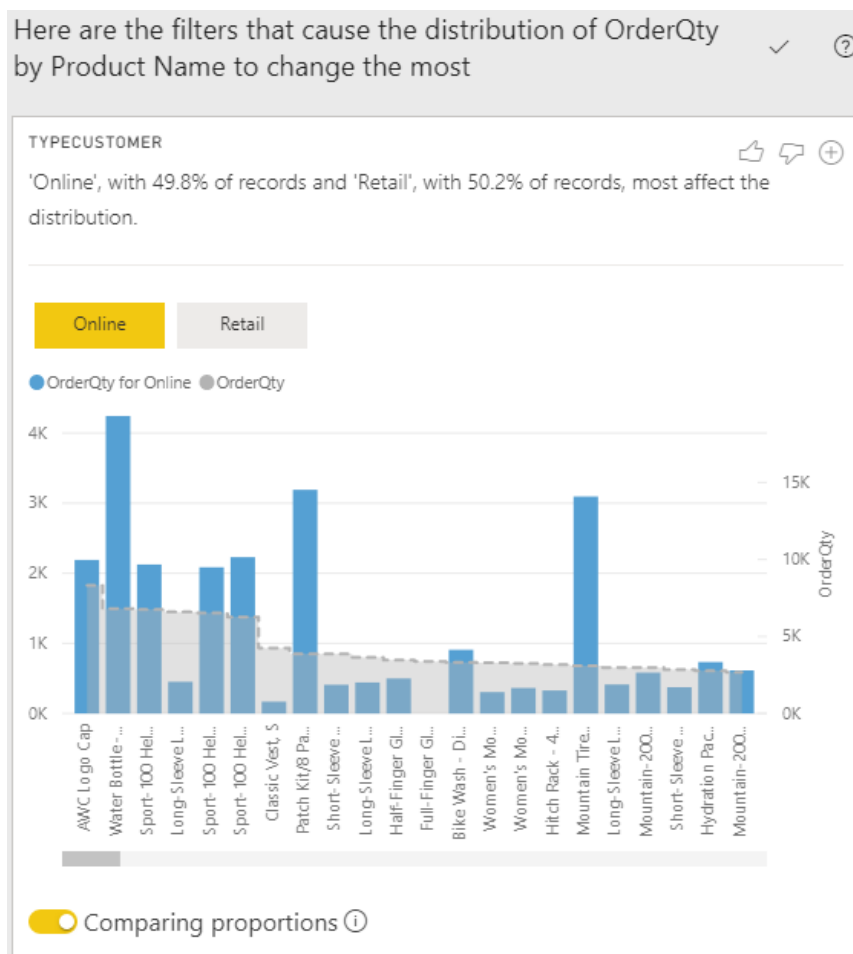 Here are the filters that cause the distribution of OrderQty
by Product Name to change the most
TYPECUSTOMER
'Online', with 49.8% of records and 'Retail', with 50.2% of records, most affect the
distribution.
Online
Retail
OrderQty for Online
OrderQty
4K
3K
2K
1K
0K
15K
10K
5K
0K
OrderQty
AWC Logo Cap
Water Bottle -...
Sport-100 Hel...
Long-Sleeve L...
Sport-100 Hel...
Sport-100 Hel...
Classic Vest, S
Patch Kit/8 Pa...
Short-Sleeve ...
Long-Sleeve L...
Half-Finger Gl...
Full-Finger Gl...
Bike Wash - Di...
Women's Mo...
Women's Mo...
Hitch Rack - 4...
Mountain Tire...
Long-Sleeve L...
Mountain-200...
Short-Sleeve ...
Hydration Pac...
Mountain-200...
Comparing proportions